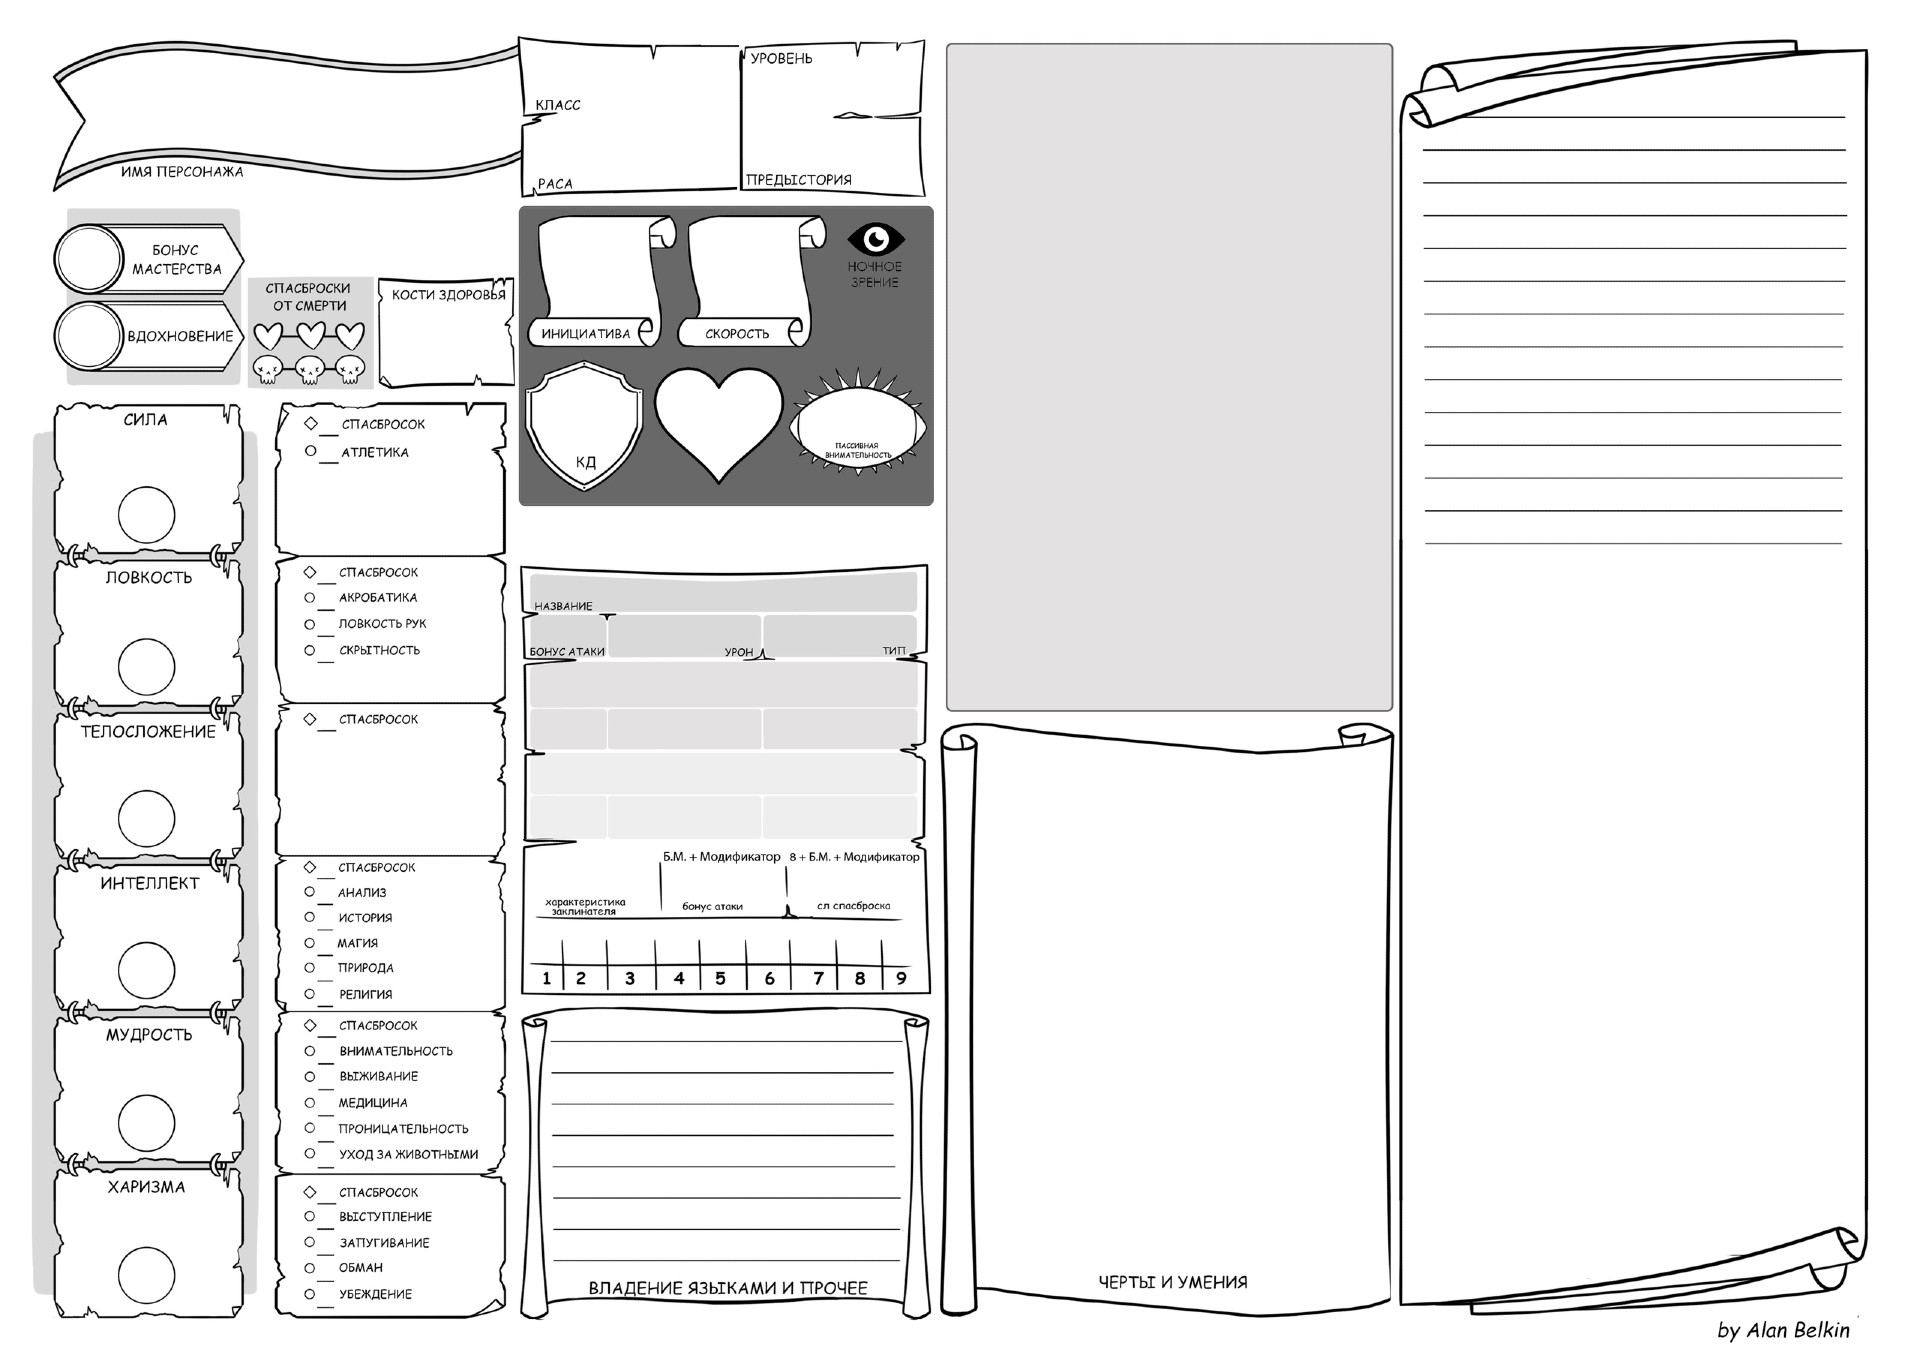 ИМЯ ПЕРСОНАЖА
КЛАСС
РАСА
УРОВЕНЬ
ПРЕДЫСТОРИЯ
БОНУС
МАСТЕРСТВА
ВДОХНОВЕНИЕ
СПАСБРОСКИ
ОТ СМЕРТИ
КОСТИ ЗДОРОВЬЯ
ИНИЦИАТИВА
СКОРОСТЬ
НОЧНОЕ
ЗРЕНИЕ
КД
ПАССИВНАЯ
ВНИМАТЕЛЬНОСТЬ
СИЛА
СПАСБРОСОК
АТЛЕТИКА
ЛОВКОСТЬ
СПАСБРОСОК
АКРОБАТИКА
ЛОВКОСТЬ РУК
СКРЫТНОСТЬ
ТЕЛОСЛОЖЕНИЕ
СПАСБРОСОК
ИНТЕЛЛЕКТ
СПАСБРОСОК
АНАЛИЗ
ИСТОРИЯ
МАГИЯ
ПРИРОДА
РЕЛИГИЯ
МУДРОСТЬ
СПАСБРОСОК
ВНИМАТЕЛЬНОСТЬ
ВЫЖИВАНИЕ
МЕДИЦИНА
ПРОНИЦАТЕЛЬНОСТЬ
УХОД ЗА ЖИВОТНЫМИ
ХАРИЗМА
СПАСБРОСОК
ВЫСТУПЛЕНИЕ
ЗАПУГИВАНИЕ
ОБМАН
УБЕЖДЕНИЕ
НАЗВАНИЕ
БОНУС АТАКИ УРОН ТИП
Б.М. + Модификатор 8 + Б.М. + Модификатор
характеристика
заклинателя
бонус атаки
сл спасброска
1 2 3 4 5 6 7 8 9
ВЛАДЕНИЕ ЯЗЫКАМИ И ПРОЧЕЕ
ЧЕРТЫ И УМЕНИЯ
by Alan Belkin